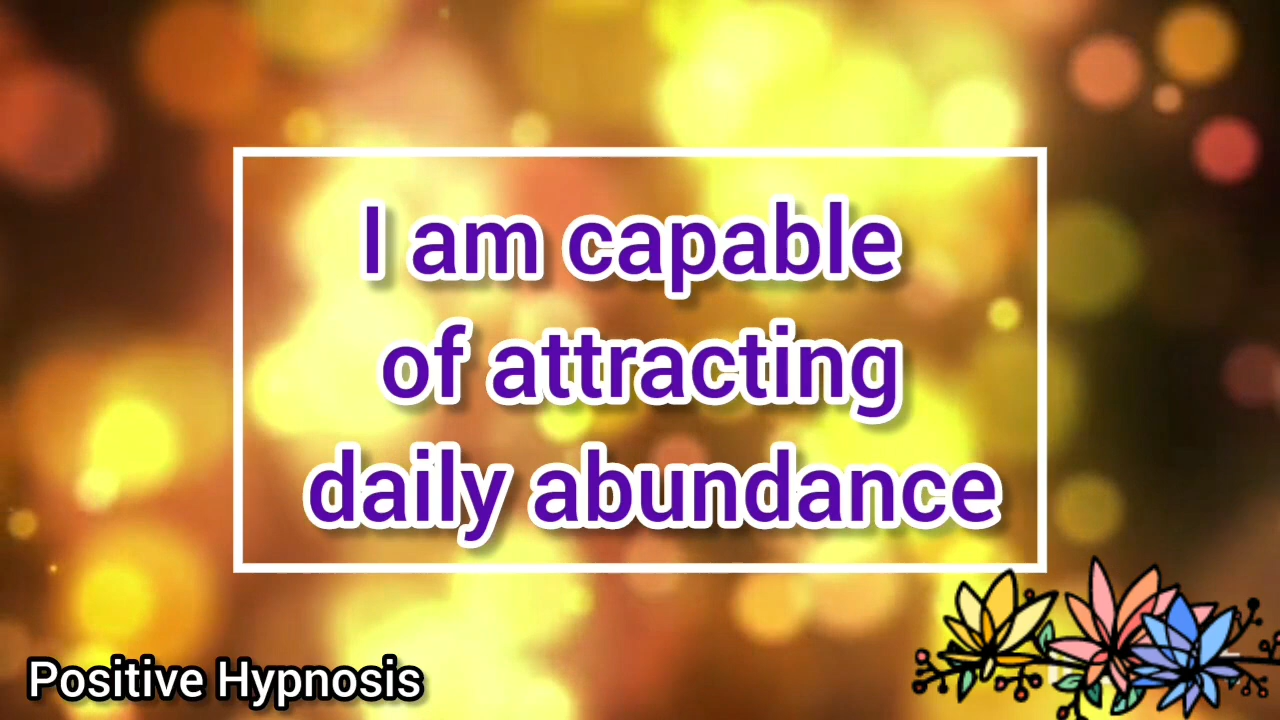 I am capable
of attracting
daily abundance
Positive Hypnosis